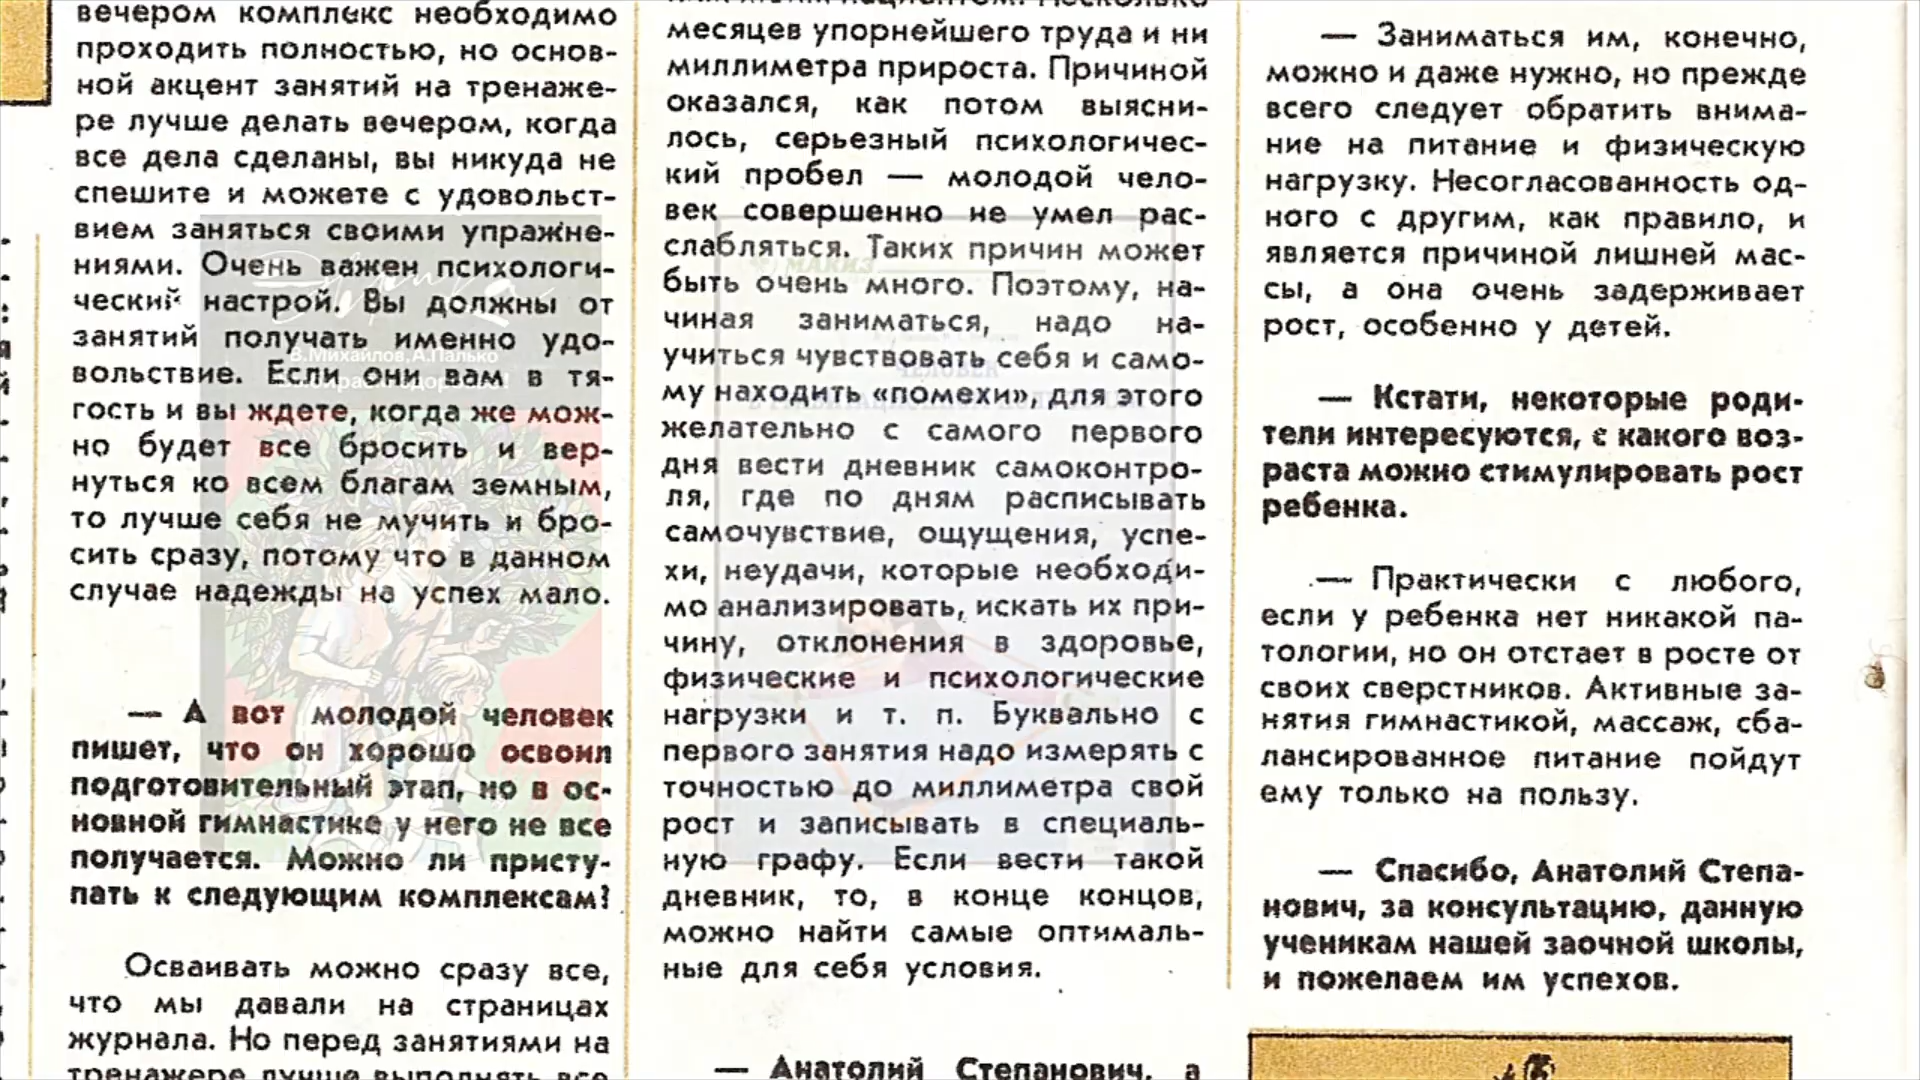 вечером комплекс необходимо
проходить полностью, но основ-
ной акцент занятий на тренаже-
ре лучше делать вечером, когда
все дела сделаны, вы никуда не
спешите и можете с удовольст-
вием заняться своими упражне-
ниями. Очень важен психологи-
ческий настрой. Вы должны от
занятий получать именно удо-
вольствие. Если они вам в тя-
гость и вы ждете, когда же мож-
но будет все бросить и вер-
нуться ко всем благам земным,
то лучше себя не мучить и бро-
сить сразу, потому что в данном
случае надежды на успех мало.
— А вот молодой человек
пишет, что он хорошо освоил
подготовительный этап, но в ос-
новной гимнастике у него не все
получается. Можно ли присту-
пать к следующим комплексам?
Осваивать можно сразу все,
что мы давали на страницах
журнала. Но перед занятиями на
тренажере лучше выполнять все
В.Михайлов, А.Палько
месяцев упорнейшего труда и ни
миллиметра прироста. Причиной
оказался, как потом выясни-
лось, серьезный психологичес-
кий пробел — молодой чело-
век совершенно не умел рас-
слабляться. Таких причин может
быть очень много. Поэтому, на-
чиная заниматься, надо на-
учиться чувствовать себя и само-
му находить «помехи», для этого
желательно с самого первого
дня вести дневник самоконтро-
ля, где по дням расписывать
самочувствие, ощущения, успе-
хи, неудачи, которые необходи-
мо анализировать, искать их при-
чину, отклонения в здоровье,
физические и психологические
нагрузки и т. п. Буквально с
первого занятия надо измерять с
точностью до миллиметра свой
рост и записывать в специаль-
ную графу. Если вести такой
дневник, то, в конце концов,
можно найти самые оптималь-
ные для себя условия.
— Анатолий Степанович, а
— Заниматься им, конечно,
можно и даже нужно, но прежде
всего следует обратить внима-
ние на питание и физическую
нагрузку. Несогласованность од-
ного с другим, как правило, и
является причиной лишней мас-
сы, а она очень задерживает
рост, особенно у детей.
— Кстати, некоторые роди-
тели интересуются, с какого воз-
раста можно стимулировать рост
ребенка.
— Практически с любого,
если у ребенка нет никакой па-
тологии, но он отстает в росте от
своих сверстников. Активные за-
нятия гимнастикой, массаж, сба-
лансированное питание пойдут
ему только на пользу.
— Спасибо, Анатолий Степа-
нович, за консультацию, данную
ученикам нашей заочной школы,
и пожелаем им успехов.